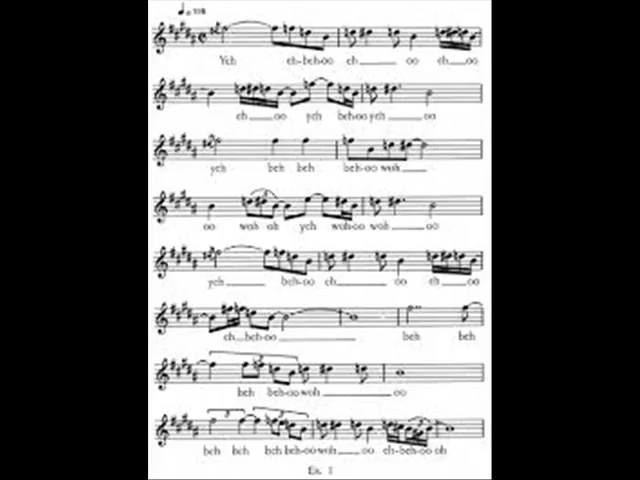 Yeh eh-beh-oo eh oo eh oo
eh oo yeh beh-oo yeh oo
yeh beh beh beh-oo woh
oo woh oh yeh woh-oo woh oo
yeh beh-oo eh oo eh oo
eh beh-oo beh beh
beh beh-oo woh oo
3 3
beh beh beh beh-oo woh oo eh-beh-oo oh
Ex. 1